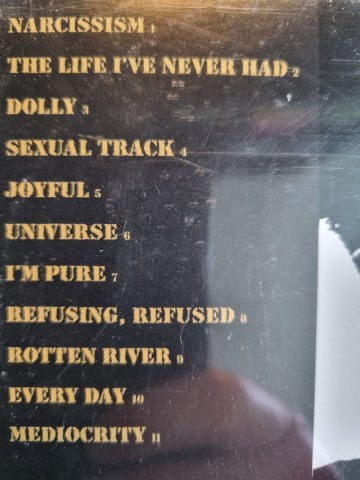 NARCISSISM 1
THE LIFE I'VE NEVER HAD 2
DOLLY 3
SEXUAL TRACK 4
JOYFUL 5
UNIVERSE 6
I'M PURE 7
REFUSING, REFUSED 8
ROTTEN RIVER 9
EVERY DAY 10
MEDIOCRITY 11